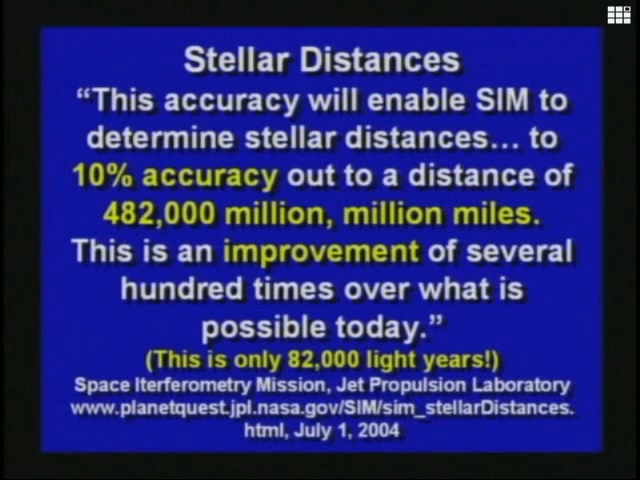 Stellar Distances
“This accuracy will enable SIM to
determine stellar distances... to
10% accuracy out to a distance of
482,000 million, million miles.
This is an improvement of several
hundred times over what is
possible today.”
(This is only 82,000 light years!)
Space Iterferometry Mission, Jet Propulsion Laboratory
www.planetquest.jpl.nasa.gov/SIM/sim_stellarDistances.
html, July 1, 2004